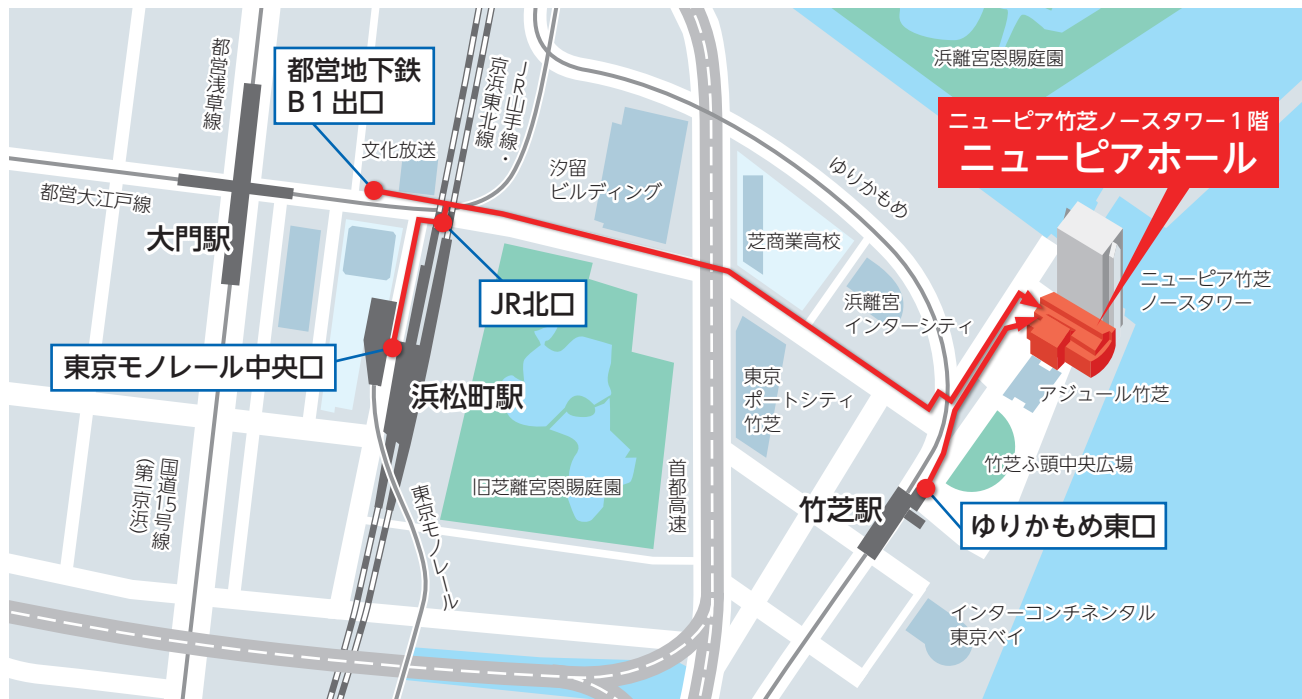 浜離宮恩賜庭園
ニューピア竹芝ノースタワー1階
ニューピアホール
都営浅草線
都営地下鉄
B1出口
JR山手線・
京浜東北線
文化放送
汐留
ビルディング
ゆりかもめ
都営大江戸線
大門駅
芝商業高校
ニューピア竹芝
ノースタワー
浜離宮
インターシティ
JR北口
東京モノレール中央口
浜松町駅
東京
ポートシティ
竹芝
アジュール竹芝
竹芝ふ頭中央広場
国道15号線
(第一京浜)
旧芝離宮恩賜庭園
首都高速
東京モノレール
竹芝駅
ゆりかもめ東口
インターコンチネンタル
東京ベイ